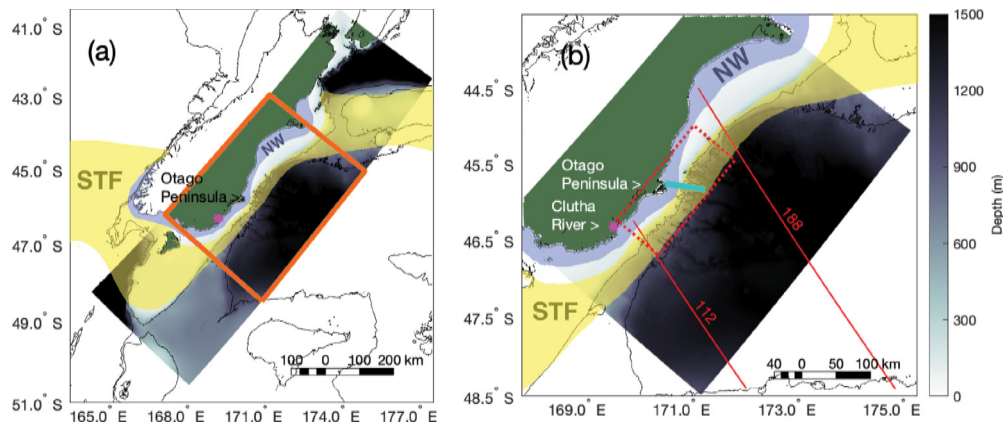 (a)
41.0° S
43.0° S
45.0° S
47.0° S
49.0° S
51.0° S
165.0° E
168.0° E
171.0° E
174.0° E
177.0° E
STF
NW
Otago
Peninsula >
100 0 100 200 km
(b)
44.5° S
45.5° S
46.5° S
47.5° S
48.5° S
169.0° E
171.0° E
173.0° E
175.0° E
NW
Otago
Peninsula >
Clutha
River >
STF
112
188
40 0 50 100 km
1500
1200
900
600
300
0
Depth (m)